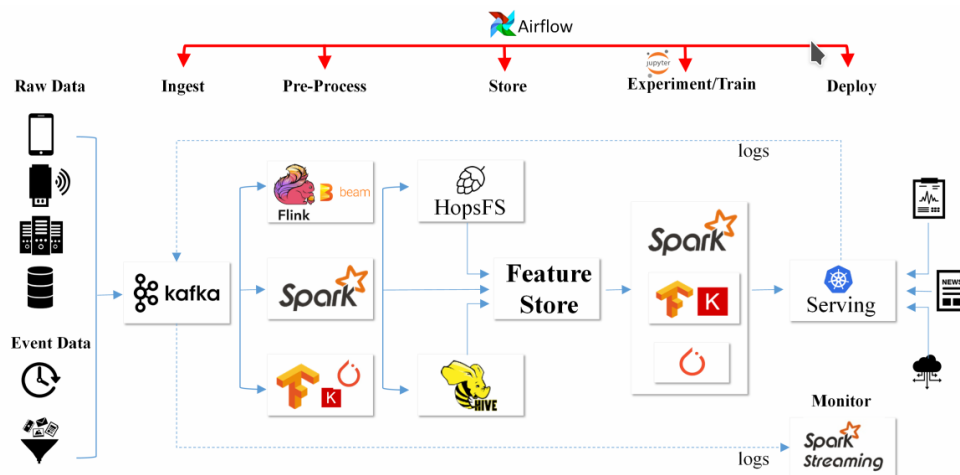 Airflow
Raw Data
Ingest
Pre-Process
Store
jupyter
Experiment/Train
Deploy
logs
Flink
beam
HopsFS
Spark
kafka
Spark
Feature
Store
K
Serving
NEWS
Event Data
K
HIVE
Monitor
logs
Spark
Streaming